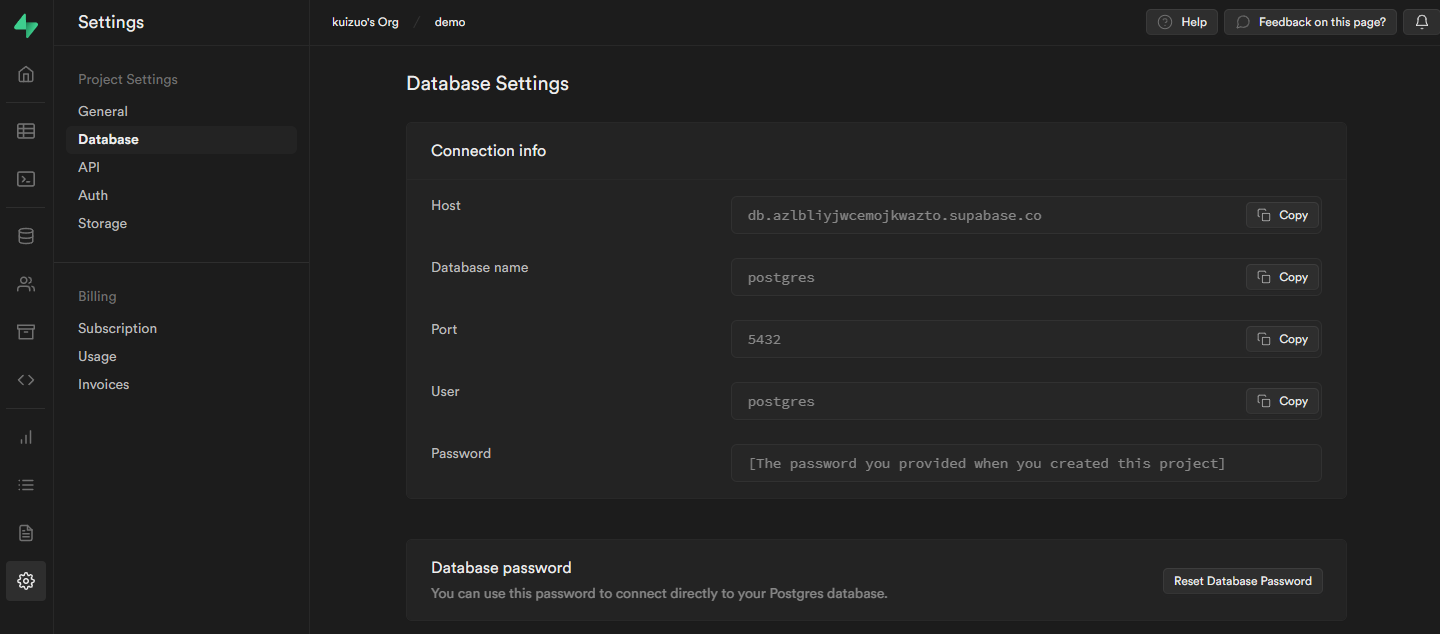 Settings
kuizuo's Org / demo
Help
Feedback on this page?
Project Settings
General
Database
API
Auth
Storage
Billing
Subscription
Usage
Invoices
Database Settings
Connection info
Host
db.azlbliyjwcemojkwazto.supabase.co
Copy
Database name
postgres
Copy
Port
5432
Copy
User
postgres
Copy
Password
[The password you provided when you created this project]
Database password
You can use this password to connect directly to your Postgres database.
Reset Database Password